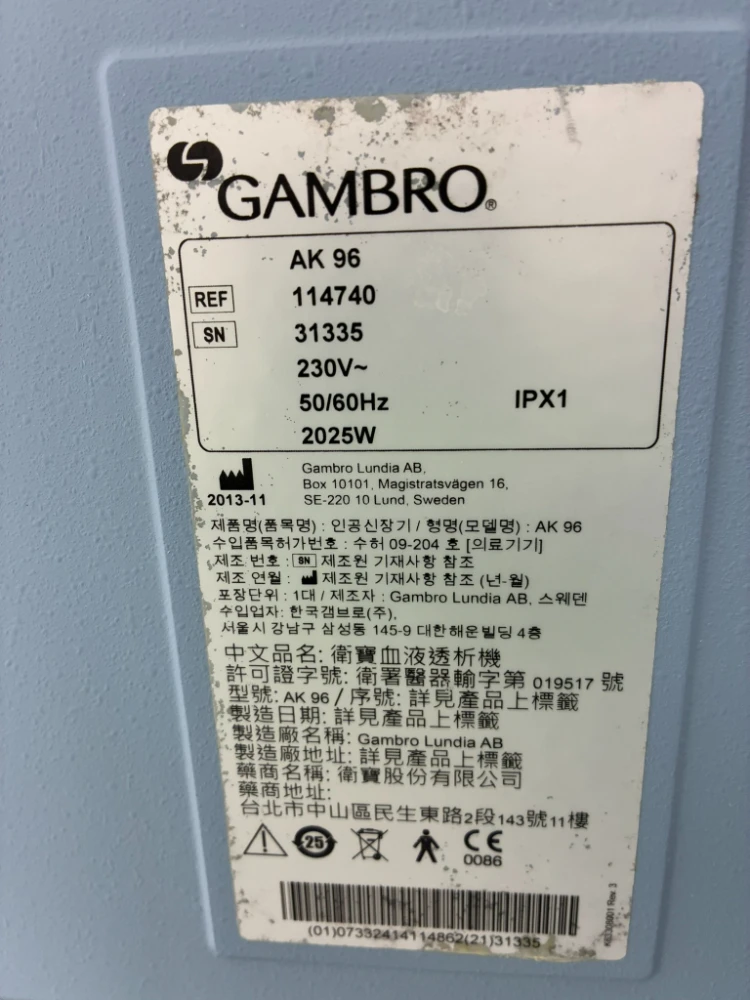 GAMBRO®
AK 96
REF 114740
SN 31335
230V~
50/60Hz IPX1
2025W
2013-11
Gambro Lundia AB,
Box 10101, Magistratsvägen 16,
SE-220 10 Lund, Sweden
제품명(품목명) : 인공신장기 / 형명(모델명) : AK 96
수입품목허가번호 : 수허 09-204 호 [의료기기]
제조 번호 : SN 제조원 기재사항 참조
제조 연월 : 제조원 기재사항 참조 (년-월)
포장단위 : 1대 / 제조자 : Gambro Lundia AB, 스웨덴
수입업자: 한국갬브로(주),
서울시 강남구 삼성동 145-9 대한해운빌딩 4층
中文品名: 衛寶血液透析機
許可證字號: 衛署醫器輸字第 019517 號
型號: AK 96 / 序號: 詳見產品上標籤
製造日期: 詳見產品上標籤
製造廠名稱: Gambro Lundia AB
製造廠地址: 詳見產品上標籤
藥商名稱: 衛寶股份有限公司
藥商地址:
台北市中山區民生東路2段143號11樓
25 CE
0086
(01)07332414114862(21)31335
Rev. 3